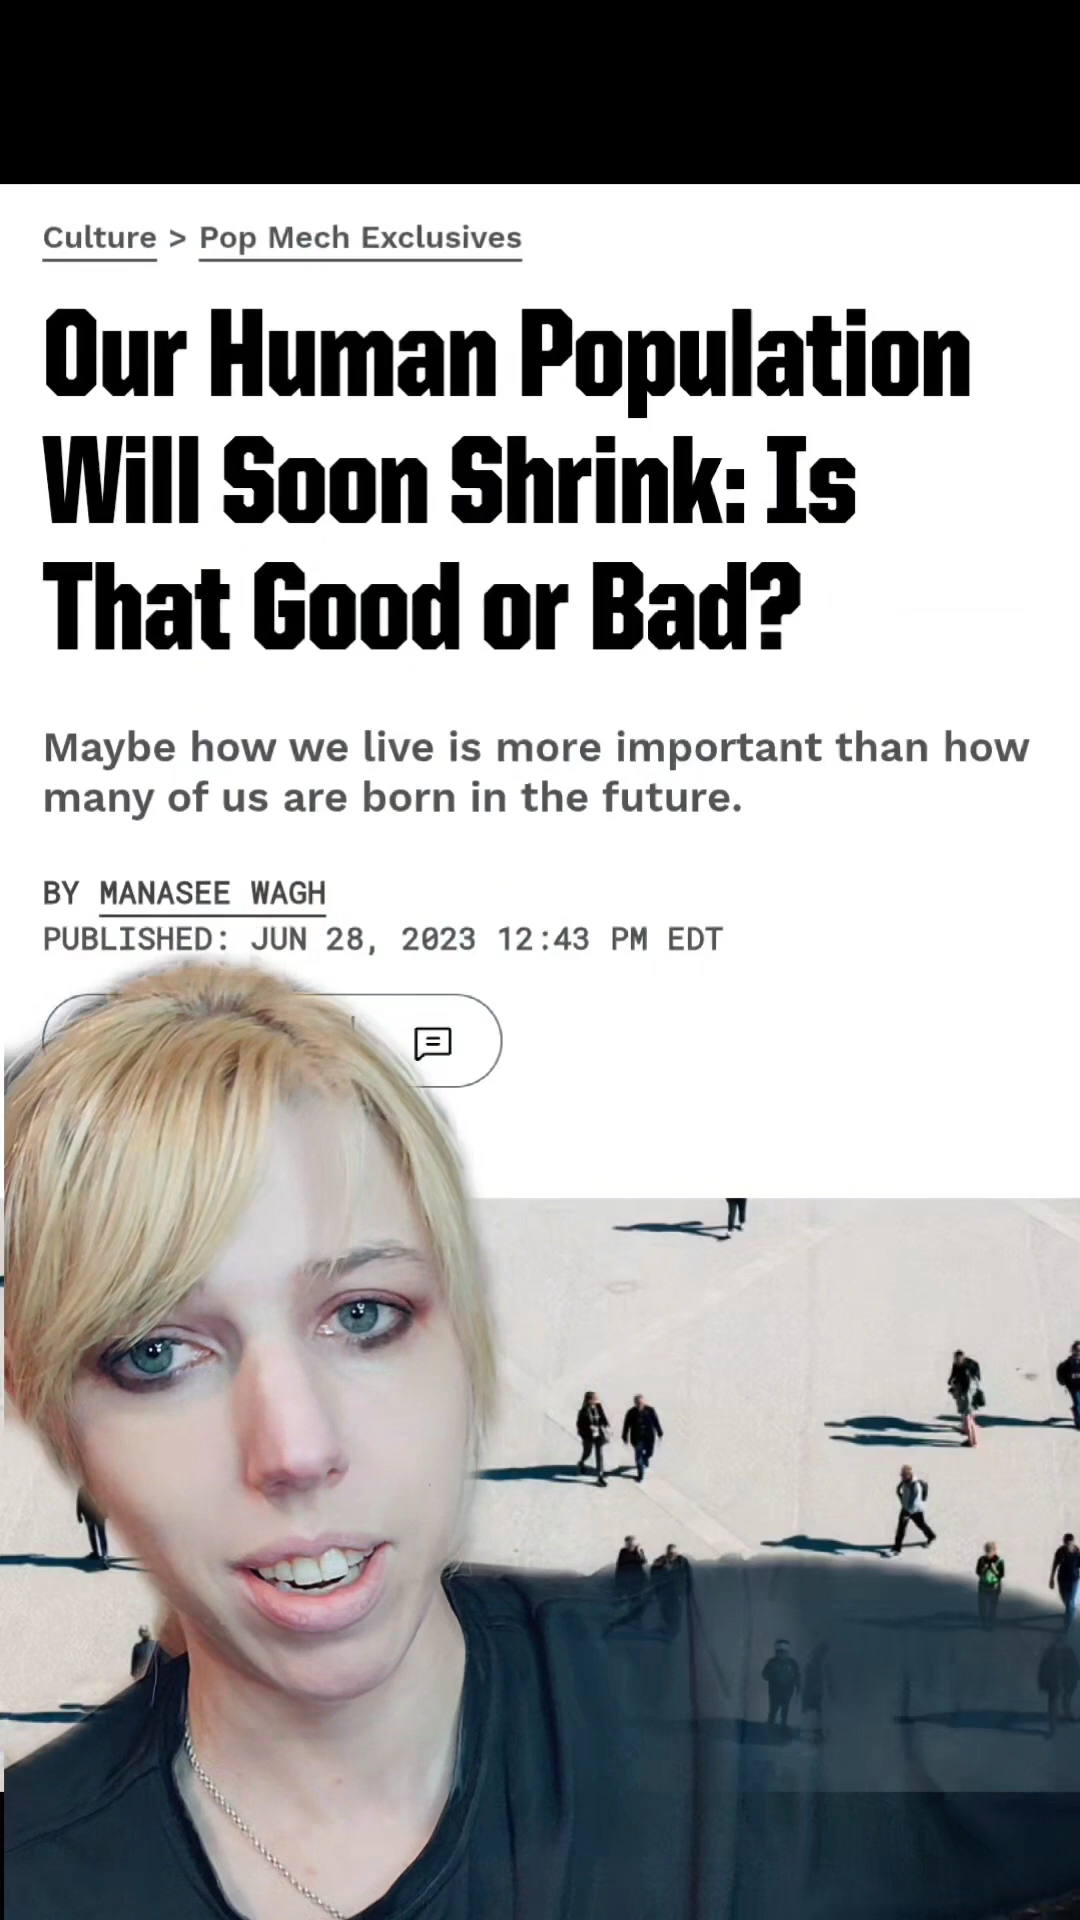 Culture > Pop Mech Exclusives
Our Human Population
Will Soon Shrink: Is
That Good or Bad?
Maybe how we live is more important than how
many of us are born in the future.
BY MANASEE WAGH
PUBLISHED: JUN 28, 2023 12:43 PM EDT